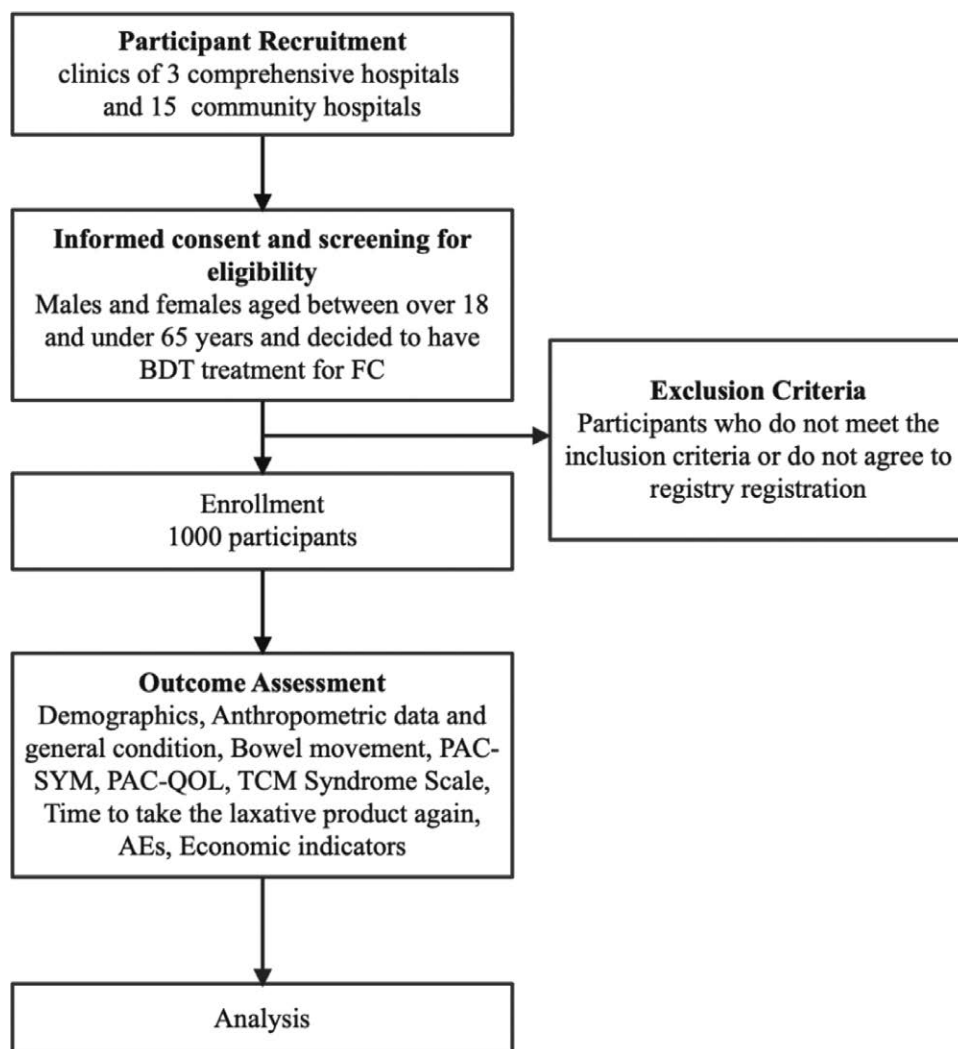 Participant Recruitment
clinics of 3 comprehensive hospitals
and 15 community hospitals
Informed consent and screening for
eligibility
Males and females aged between over 18
and under 65 years and decided to have
BDT treatment for FC
Exclusion Criteria
Participants who do not meet the
inclusion criteria or do not agree to
registry registration
Enrollment
1000 participants
Outcome Assessment
Demographics, Anthropometric data and
general condition, Bowel movement, PAC-
SYM, PAC-QOL, TCM Syndrome Scale,
Time to take the laxative product again,
AEs, Economic indicators
Analysis